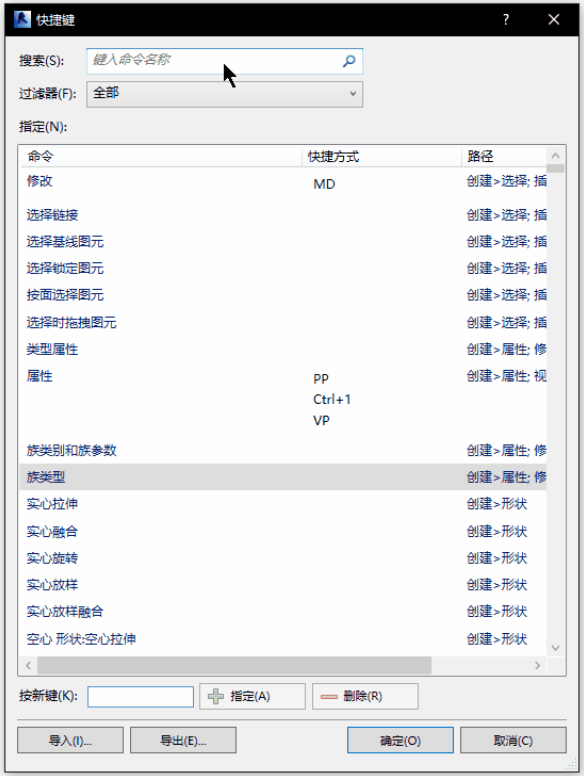 快捷键
搜索(S): 键入命令名称
过滤器(F): 全部
指定(N):
命令 快捷方式 路径
修改 MD 创建>选择; 插
选择链接 创建>选择; 插
选择基线图元 创建>选择; 插
选择锁定图元 创建>选择; 插
按面选择图元 创建>选择; 插
选择时拖拽图元 创建>选择; 插
类型属性 创建>属性; 修
属性 PP 创建>属性; 视
Ctrl+1
VP
族类别和族参数 创建>属性; 修
族类型 创建>属性; 修
实心拉伸 创建>形状
实心融合 创建>形状
实心旋转 创建>形状
实心放样 创建>形状
实心放样融合 创建>形状
空心 形状:空心拉伸 创建>形状
按新键(K): 指定(A) 删除(R)
导入(I)... 导出(E)... 确定(O) 取消(C)